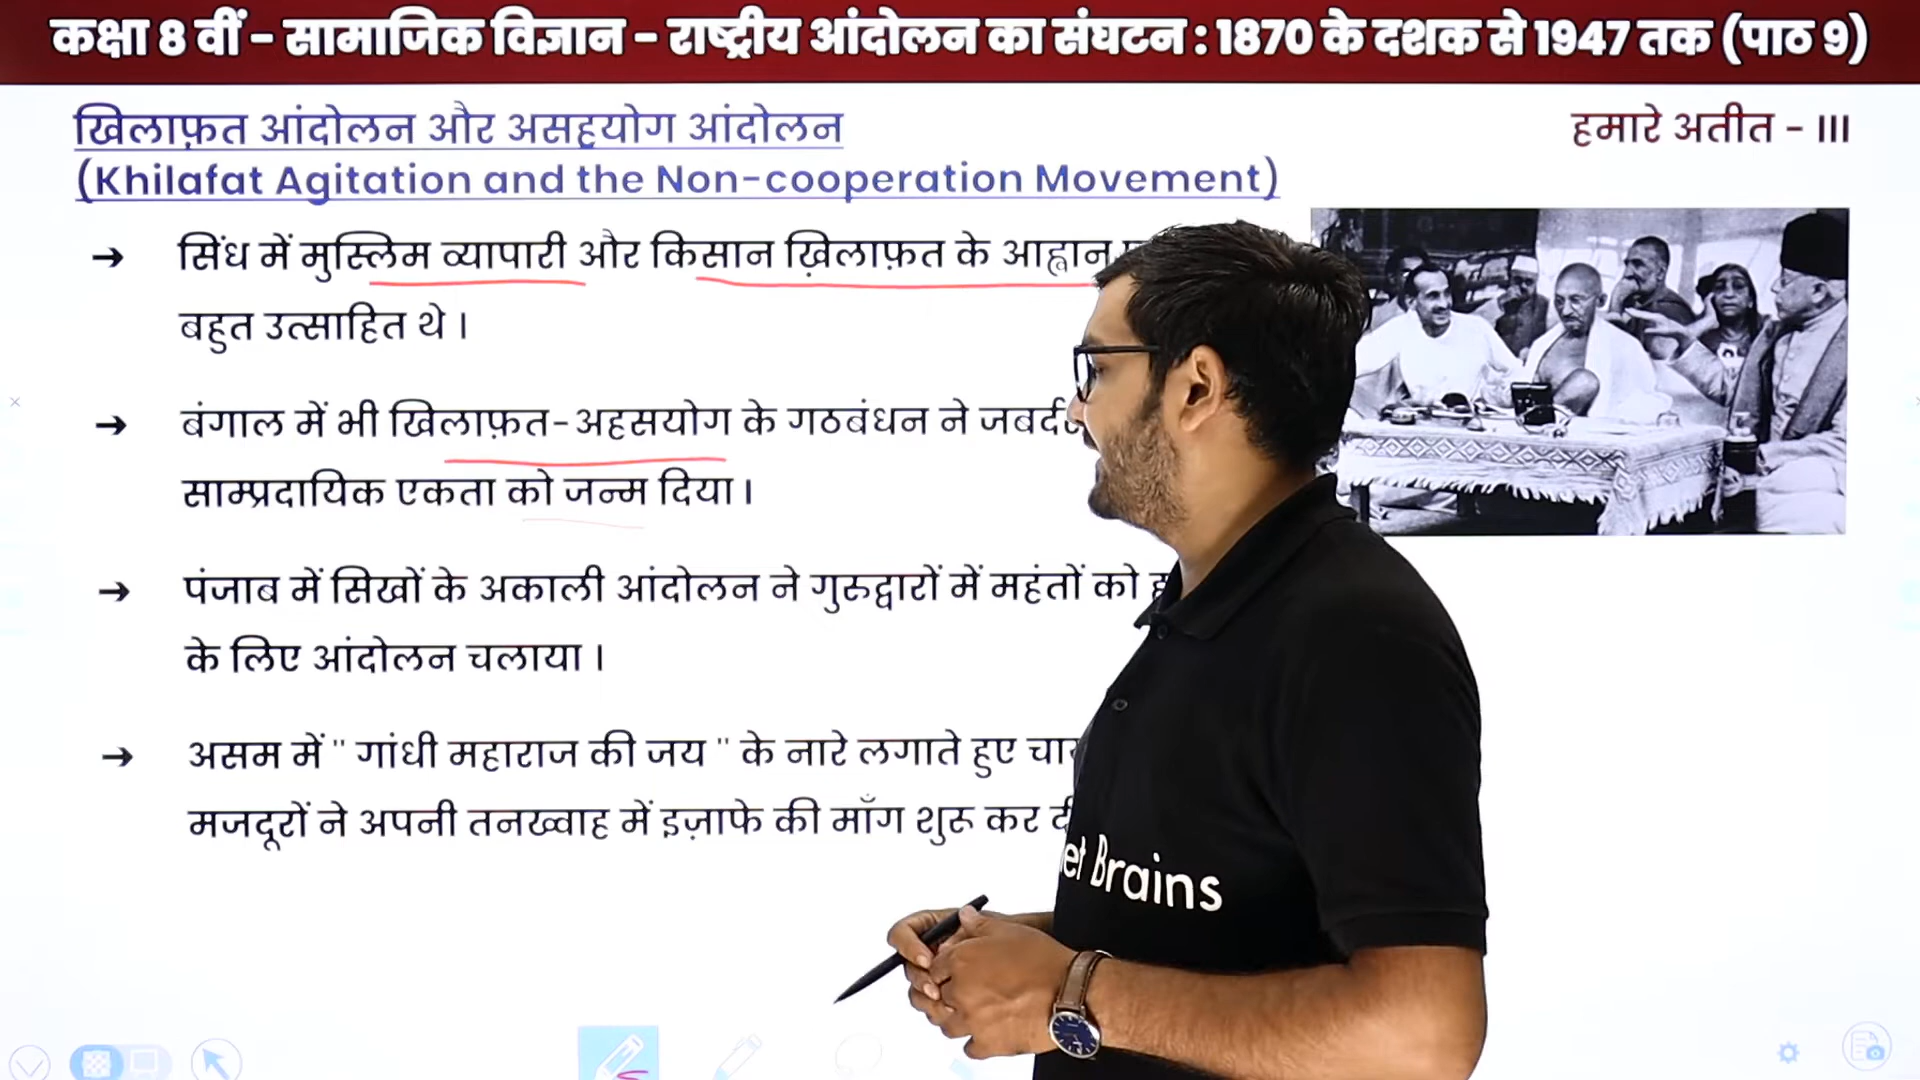 कक्षा 8 वीं - सामाजिक विज्ञान - राष्ट्रीय आंदोलन का संघटन : 1870 के दशक से 1947 तक (पाठ 9)
खिलाफ़त आंदोलन और असहयोग आंदोलन
हमारे अतीत - III
(Khilafat Agitation and the Non-cooperation Movement)
→ सिंध में मुस्लिम व्यापारी और किसान ख़िलाफ़त के आह्वान
बहुत उत्साहित थे ।
→ बंगाल में भी खिलाफ़त-अहसयोग के गठबंधन ने
साम्प्रदायिक एकता को जन्म दिया ।
→ पंजाब में सिखों के अकाली आंदोलन ने गुरुद्वारों में महंतों को
के लिए आंदोलन चलाया ।
→ असम में " गांधी महाराज की जय " के नारे लगाते हुए
मजदूरों ने अपनी तनख्वाह में इज़ाफे की माँग शुरू कर
Brains